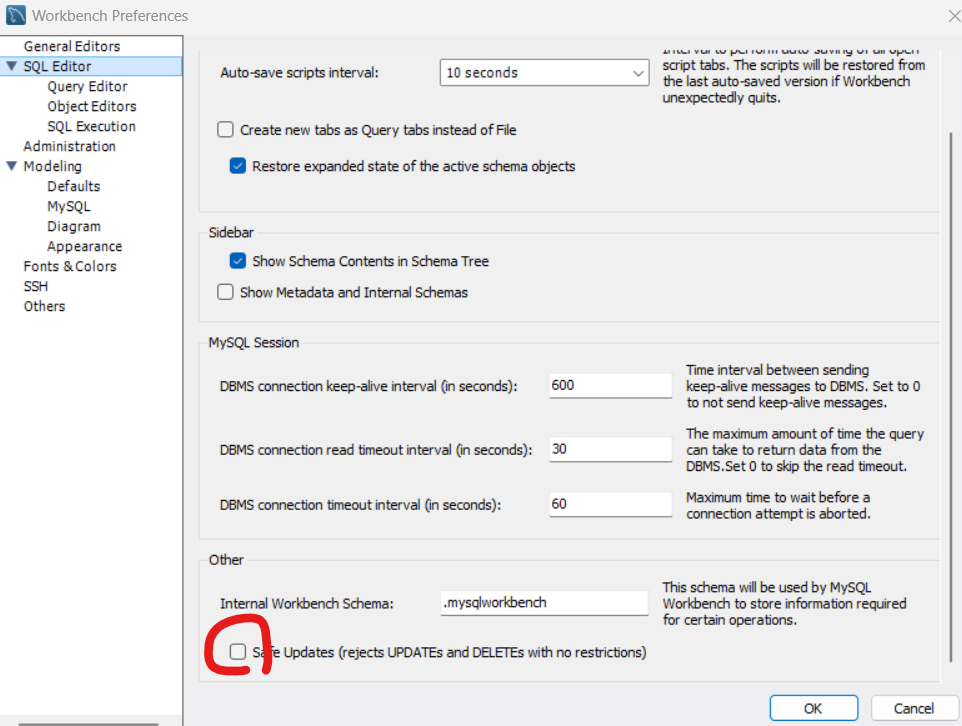 Workbench Preferences
General Editors
SQL Editor
Query Editor
Object Editors
SQL Execution
Administration
Modeling
Defaults
MySQL
Diagram
Appearance
Fonts & Colors
SSH
Others
Auto-save scripts interval:
10 seconds
Interval to perform auto-saving of all open
script tabs. The scripts will be restored from
the last auto-saved version if Workbench
unexpectedly quits.
Create new tabs as Query tabs instead of File
Restore expanded state of the active schema objects
Sidebar
Show Schema Contents in Schema Tree
Show Metadata and Internal Schemas
MySQL Session
DBMS connection keep-alive interval (in seconds):
600
Time interval between sending
keep-alive messages to DBMS. Set to 0
to not send keep-alive messages.
DBMS connection read timeout interval (in seconds):
30
The maximum amount of time the query
can take to return data from the
DBMS.Set 0 to skip the read timeout.
DBMS connection timeout interval (in seconds):
60
Maximum time to wait before a
connection attempt is aborted.
Other
Internal Workbench Schema:
.mysqlworkbench
This schema will be used by MySQL
Workbench to store information required
for certain operations.
Safe Updates (rejects UPDATEs and DELETEs with no restrictions)
OK
Cancel